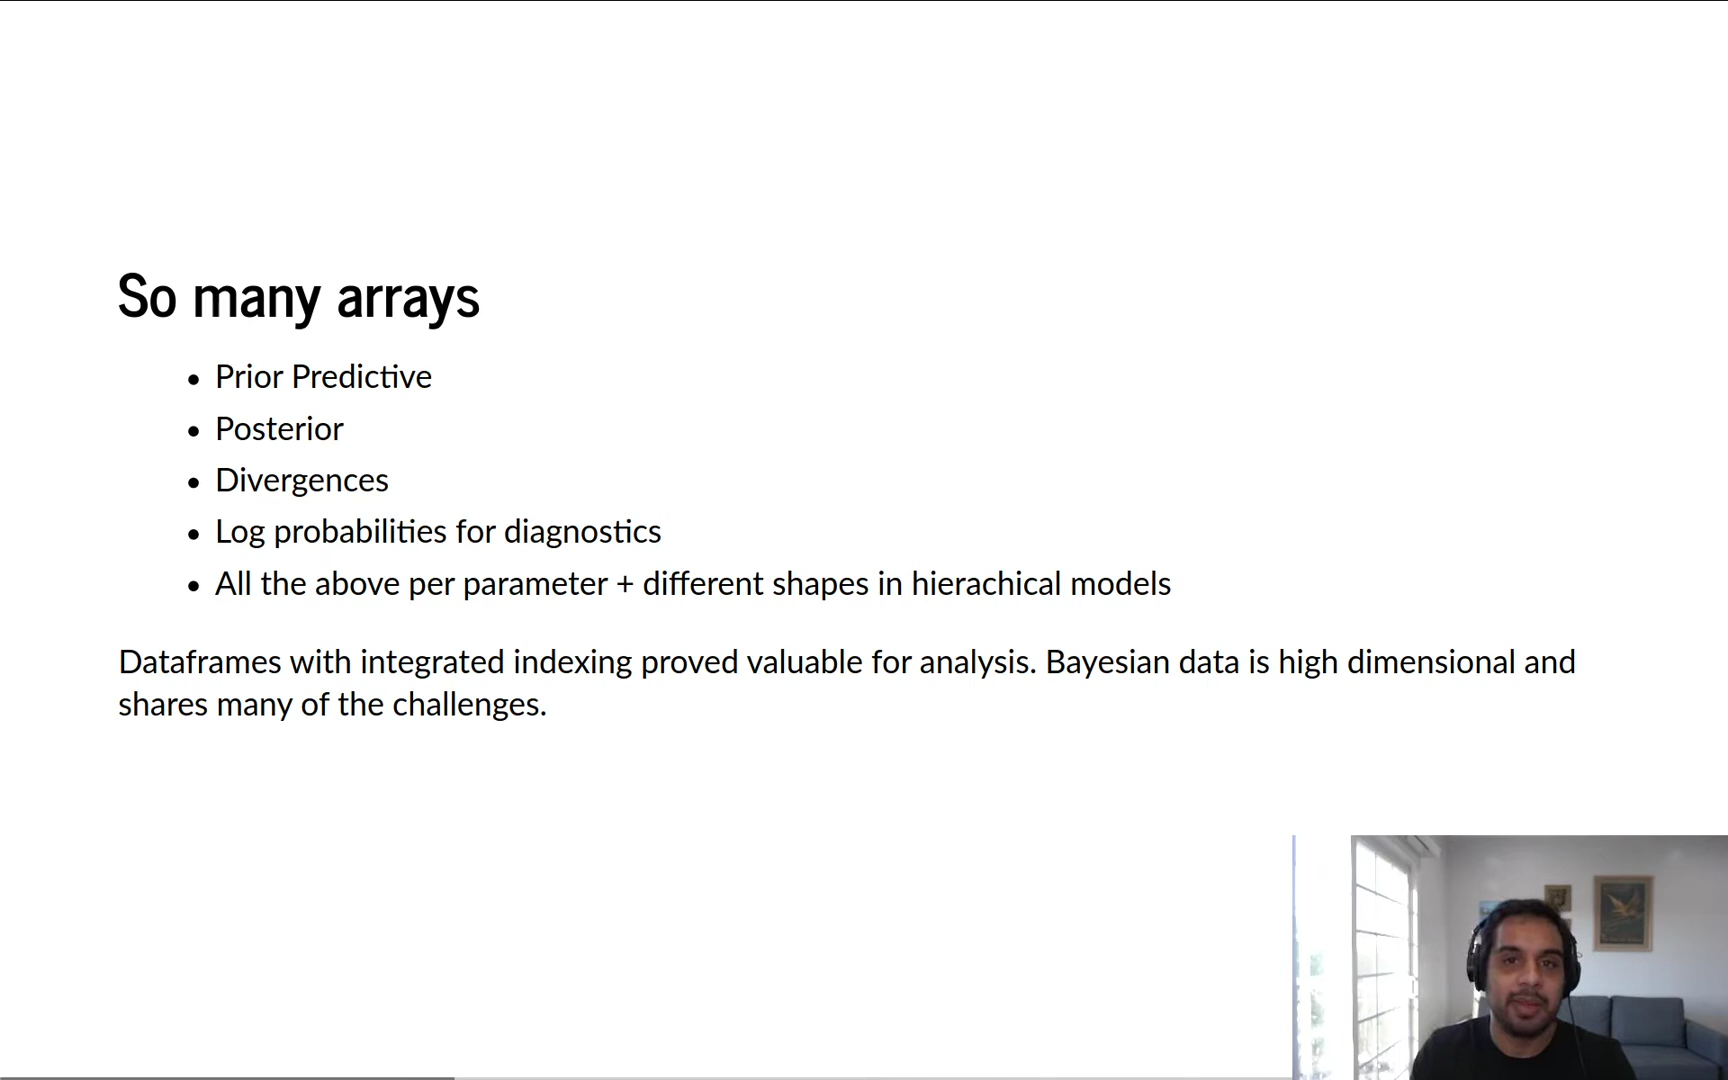 So many arrays
Prior Predictive
Posterior
Divergences
Log probabilities for diagnostics
All the above per parameter + different shapes in hierachical models
Dataframes with integrated indexing proved valuable for analysis. Bayesian data is high dimensional and
shares many of the challenges.